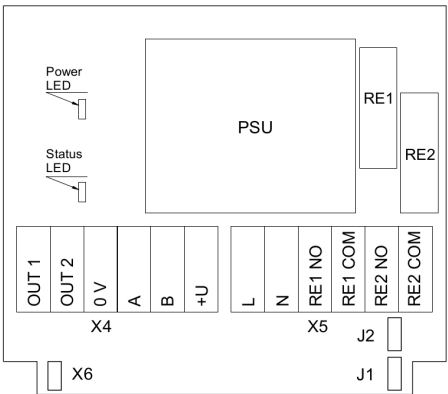 Power
LED
Status
LED
PSU
RE1
RE2
OUT 1
OUT 2
0 V
A
B
+U
L
N
RE1 NO
RE1 COM
RE2 NO
RE2 COM
X4
X5
J2
X6
J1